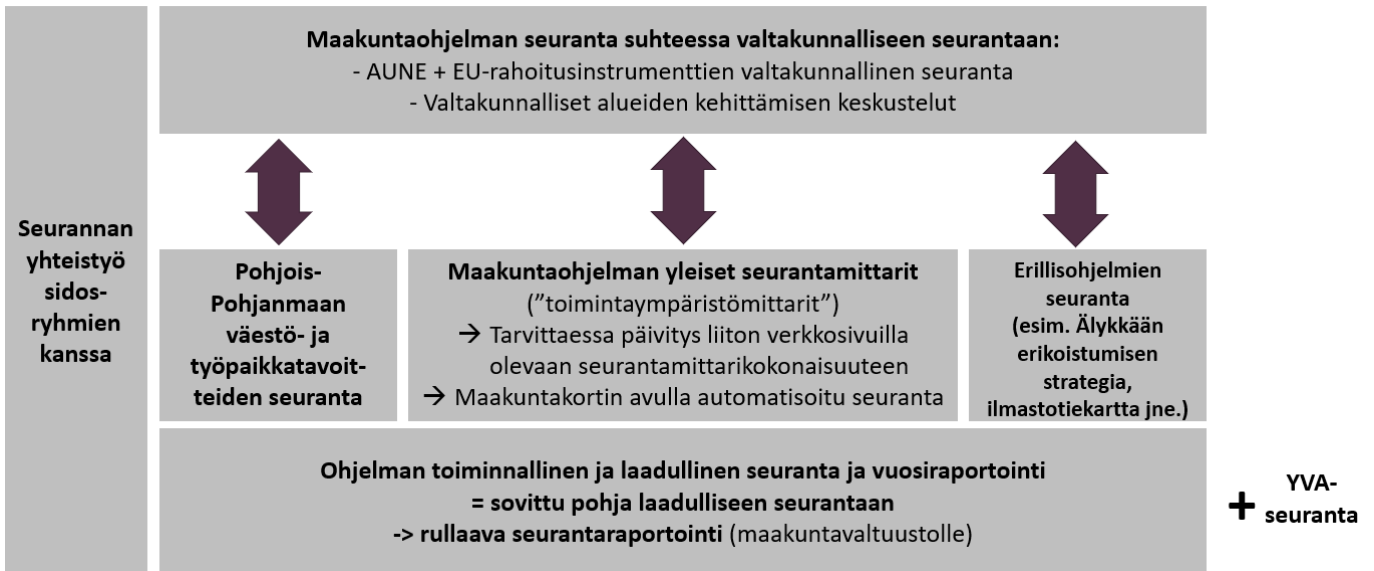 Seurannan
yhteistyö
sidos-
ryhmien
kanssa
Maakuntaohjelman seuranta suhteessa valtakunnalliseen seurantaan:
- AUNE + EU-rahoitusinstrumenttien valtakunnallinen seuranta
- Valtakunnalliset alueiden kehittämisen keskustelut
Pohjois-
Pohjanmaan
väestö- ja
työpaikkatavoit-
teiden seuranta
Maakuntaohjelman yleiset seurantamittarit
(”toimintaympäristömittarit”)
→ Tarvittaessa päivitys liiton verkkosivuilla
olevaan seurantamittarikokonaisuuteen
→ Maakuntakortin avulla automatisoitu seuranta
Erillisohjelmien
seuranta
(esim. Älykkään
erikoistumisen
strategia,
ilmastotiekartta jne.)
Ohjelman toiminnallinen ja laadullinen seuranta ja vuosiraportointi
= sovittu pohja laadulliseen seurantaan
-> rullaava seurantaraportointi (maakuntavaltuustolle)
+ YVA-
seuranta